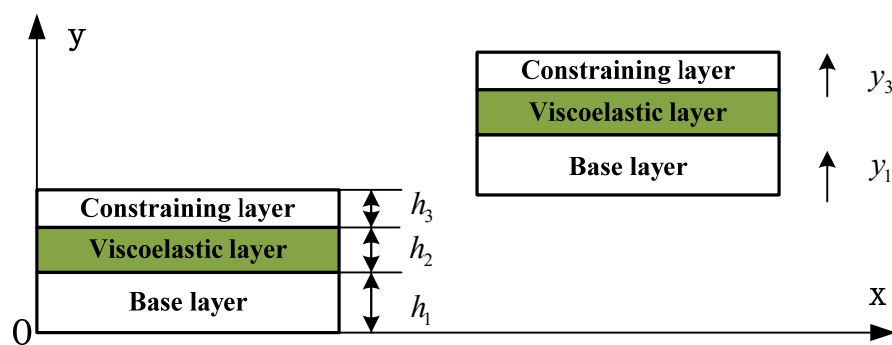 y
Constraining layer
y3
Viscoelastic layer
Base layer
y1
Constraining layer
h3
Viscoelastic layer
h2
Base layer
h1
x
0